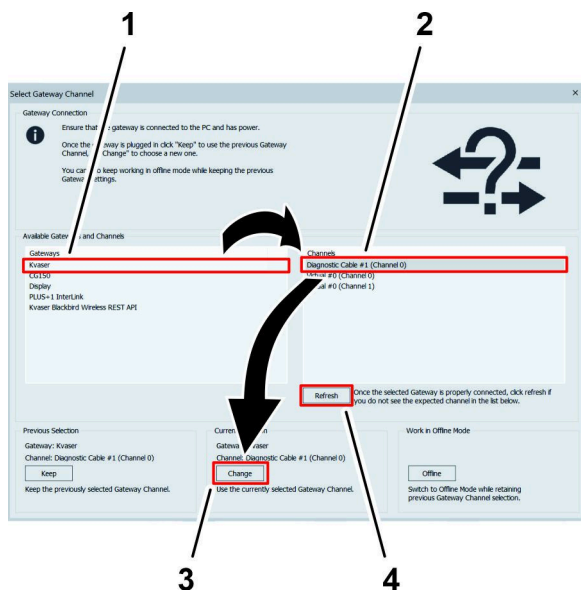 1
2
Select Gateway Channel
×
Gateway Connection
Ensure that gateway is connected to the PC and has power.
Once the gateway is plugged in click "Keep" to use the previous Gateway
Channel, "Change" to choose a new one.
You can to keep working in offline mode while keeping the previous
Gateway settings.
Available Gateways and Channels
Gateways
Kvaser
CG150
Display
PLUS+1 InterLink
Kvaser Blackbird Wireless REST API
Channels
Diagnostic Cable #1 (Channel 0)
Virtual #0 (Channel 0)
#0 (Channel 1)
Refresh
Once the selected Gateway is properly connected, click refresh if
you do not see the expected channel in the list below.
Previous Selection
Gateway: Kvaser
Channel: Diagnostic Cable #1 (Channel 0)
Keep
Keep the previously selected Gateway Channel.
Current
Kvaser
Channel: Diagnostic Cable #1 (Channel 0)
Change
Use the currently selected Gateway Channel.
Work in Offline Mode
Offline
Switch to Offline Mode while retaining
previous Gateway Channel selection.
3
4